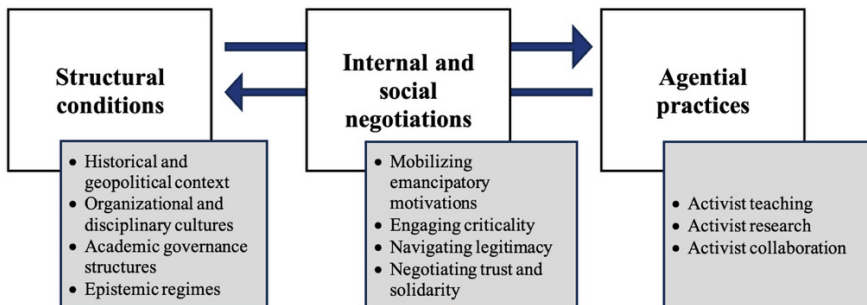 Structural
conditions
Internal and
social
negotiations
Agential
practices
• Historical and
geopolitical context
• Organizational and
disciplinary cultures
• Academic governance
structures
• Epistemic regimes
• Mobilizing
emancipatory
motivations
• Engaging criticality
• Navigating legitimacy
• Negotiating trust and
solidarity
• Activist teaching
• Activist research
• Activist collaboration